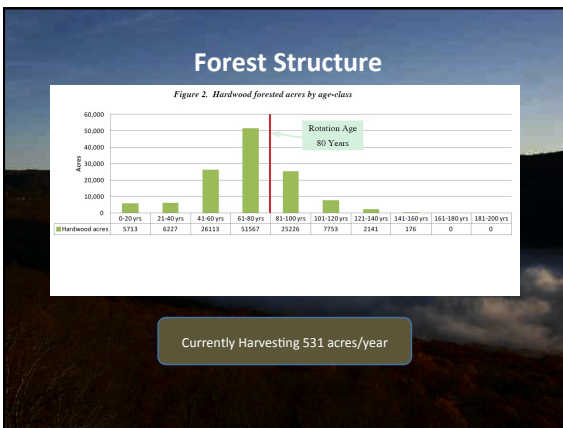 Forest Structure
Figure 2. Hardwood forested acres by age-class
60,000
50,000
40,000
30,000
20,000
10,000
0
Acres
Rotation Age
80 Years
0-20 yrs 21-40 yrs 41-60 yrs 61-80 yrs 81-100 yrs 101-120 yrs 121-140 yrs 141-160 yrs 161-180 yrs 181-200 yrs
Hardwood acres 5713 6227 26113 51567 25226 7753 2141 176 0 0
Currently Harvesting 531 acres/year